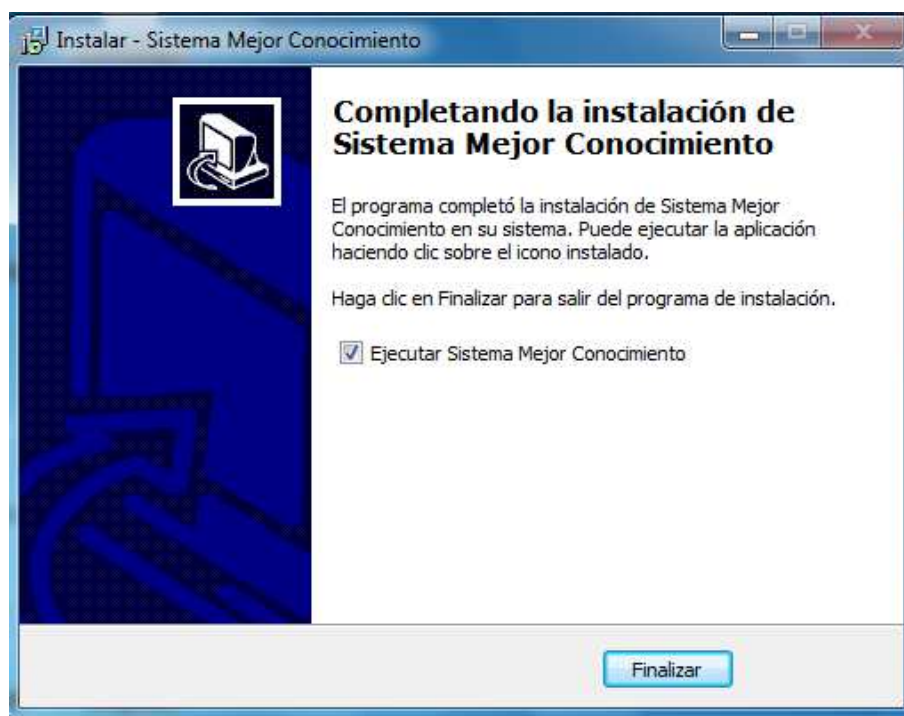 Instalar - Sistema Mejor Conocimiento
Completando la instalación de
Sistema Mejor Conocimiento
El programa completó la instalación de Sistema Mejor
Conocimiento en su sistema. Puede ejecutar la aplicación
haciendo clic sobre el icono instalado.
Haga clic en Finalizar para salir del programa de instalación.
Ejecutar Sistema Mejor Conocimiento
Finalizar